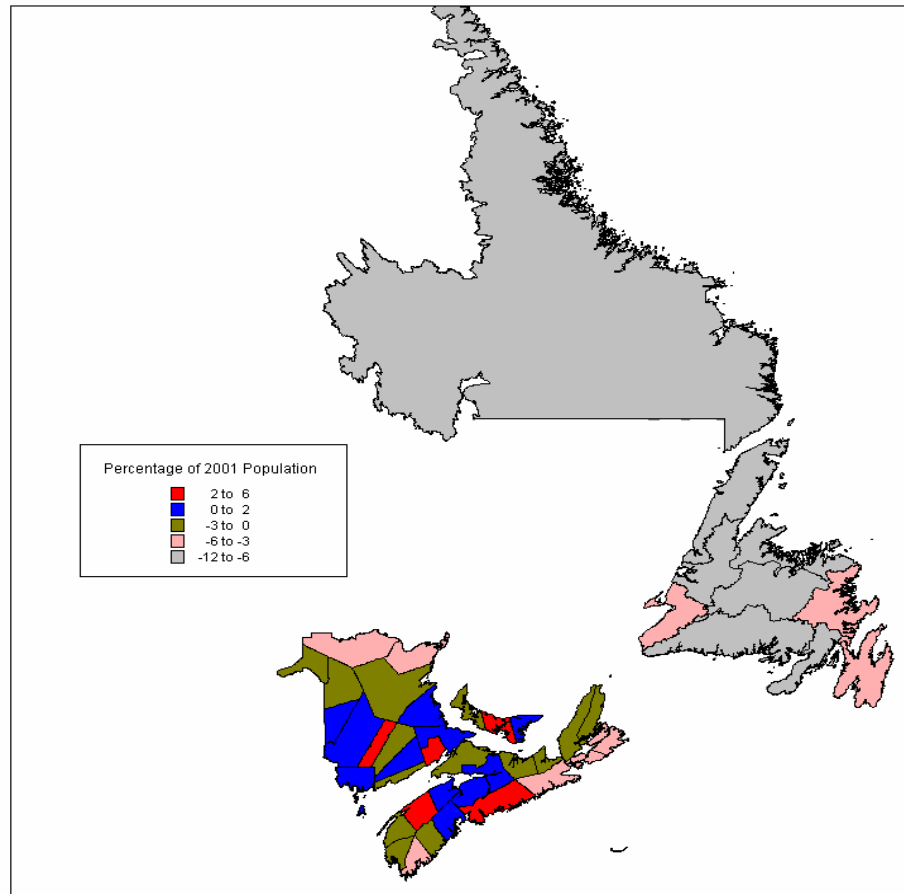 Percentage of 2001 Population
2 to 6
0 to 2
-3 to 0
-6 to -3
-12 to -6